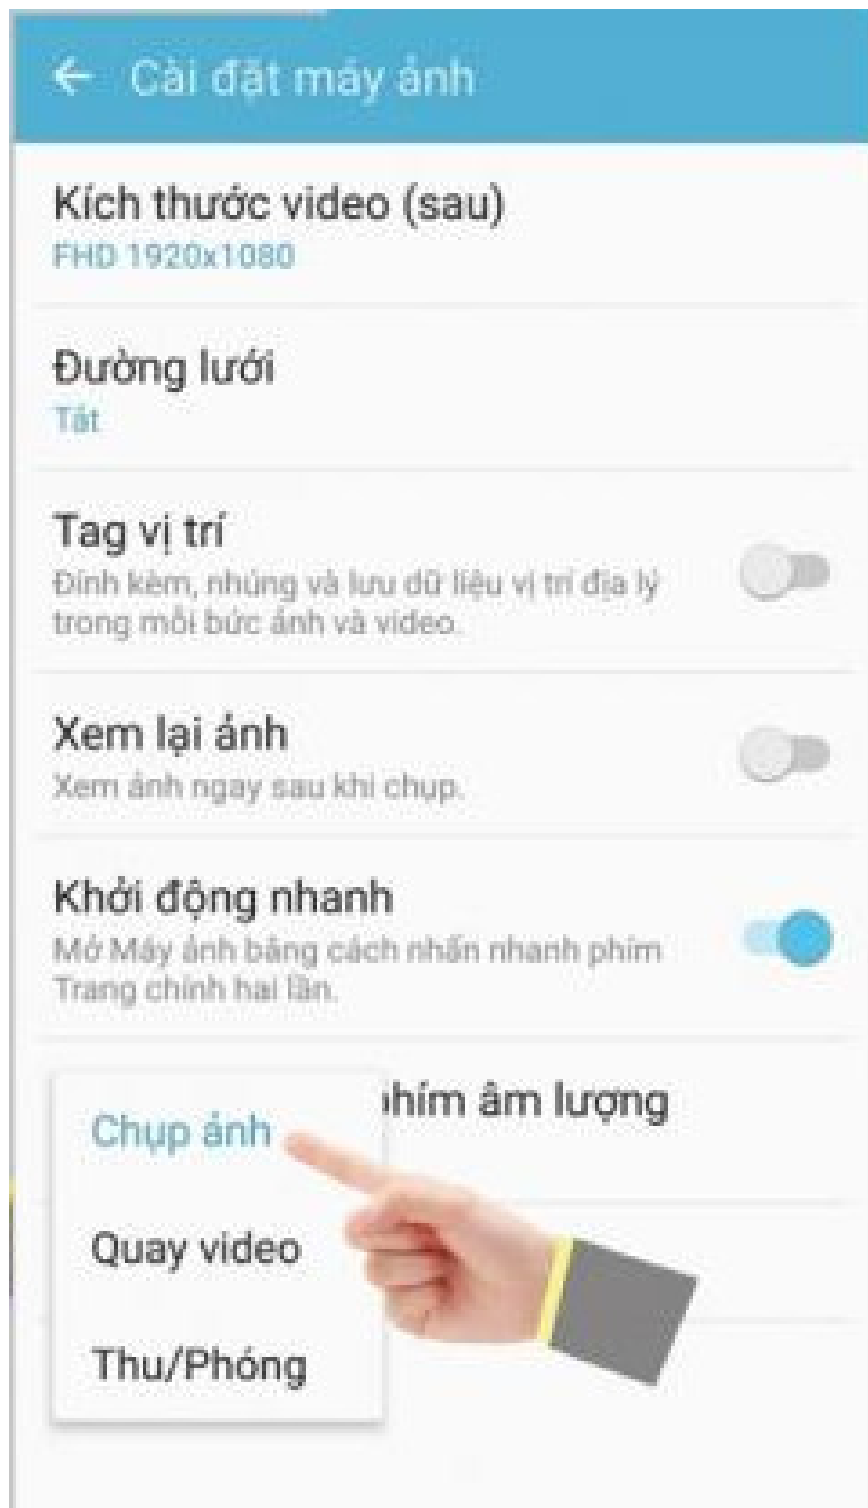 Cài đặt máy ảnh
Kích thước video (sau)
FHD 1920x1080
Đường lưới
Tắt
Tag vị trí
Đính kèm, nhúng và lưu dữ liệu vị trí địa lý
trong mỗi bức ảnh và video.
Xem lại ảnh
Xem ảnh ngay sau khi chụp.
Khởi động nhanh
Mở Máy ảnh bằng cách nhấn nhanh phím
Trang chính hai lần.
phím âm lượng
Chụp ảnh
Quay video
Thu/Phóng